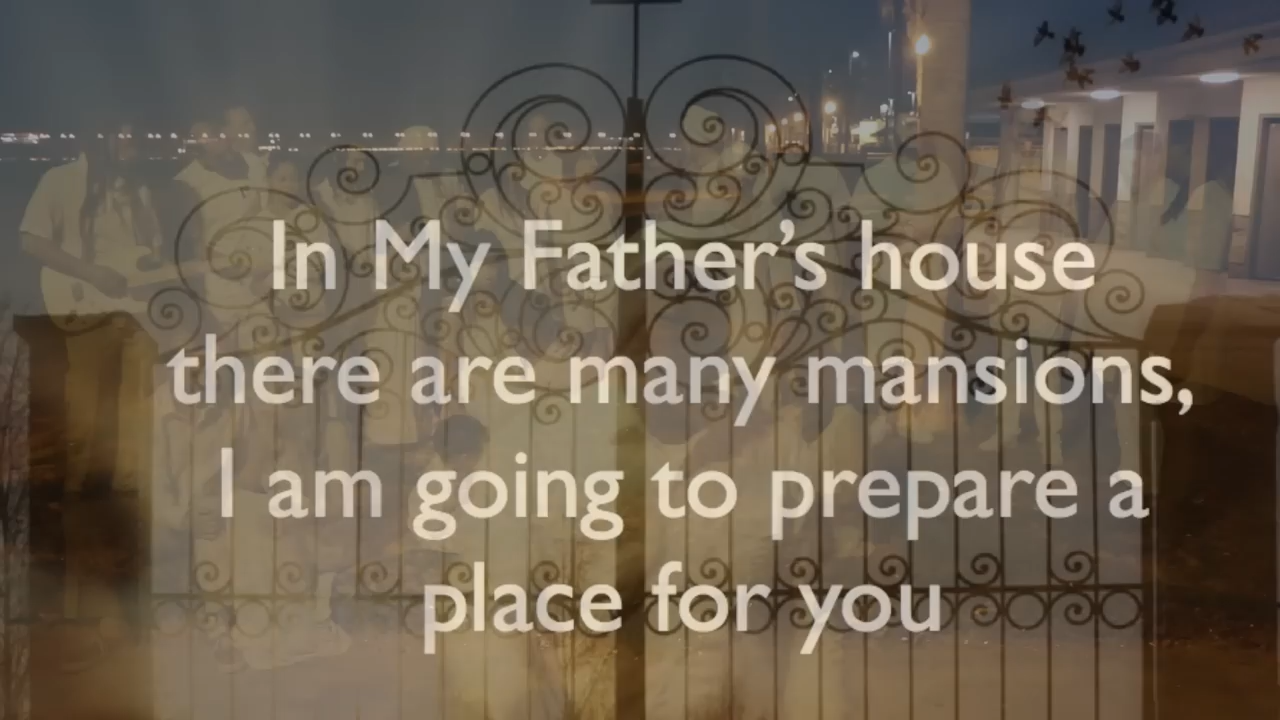 In My Father’s house
there are many mansions,
I am going to prepare a
place for you